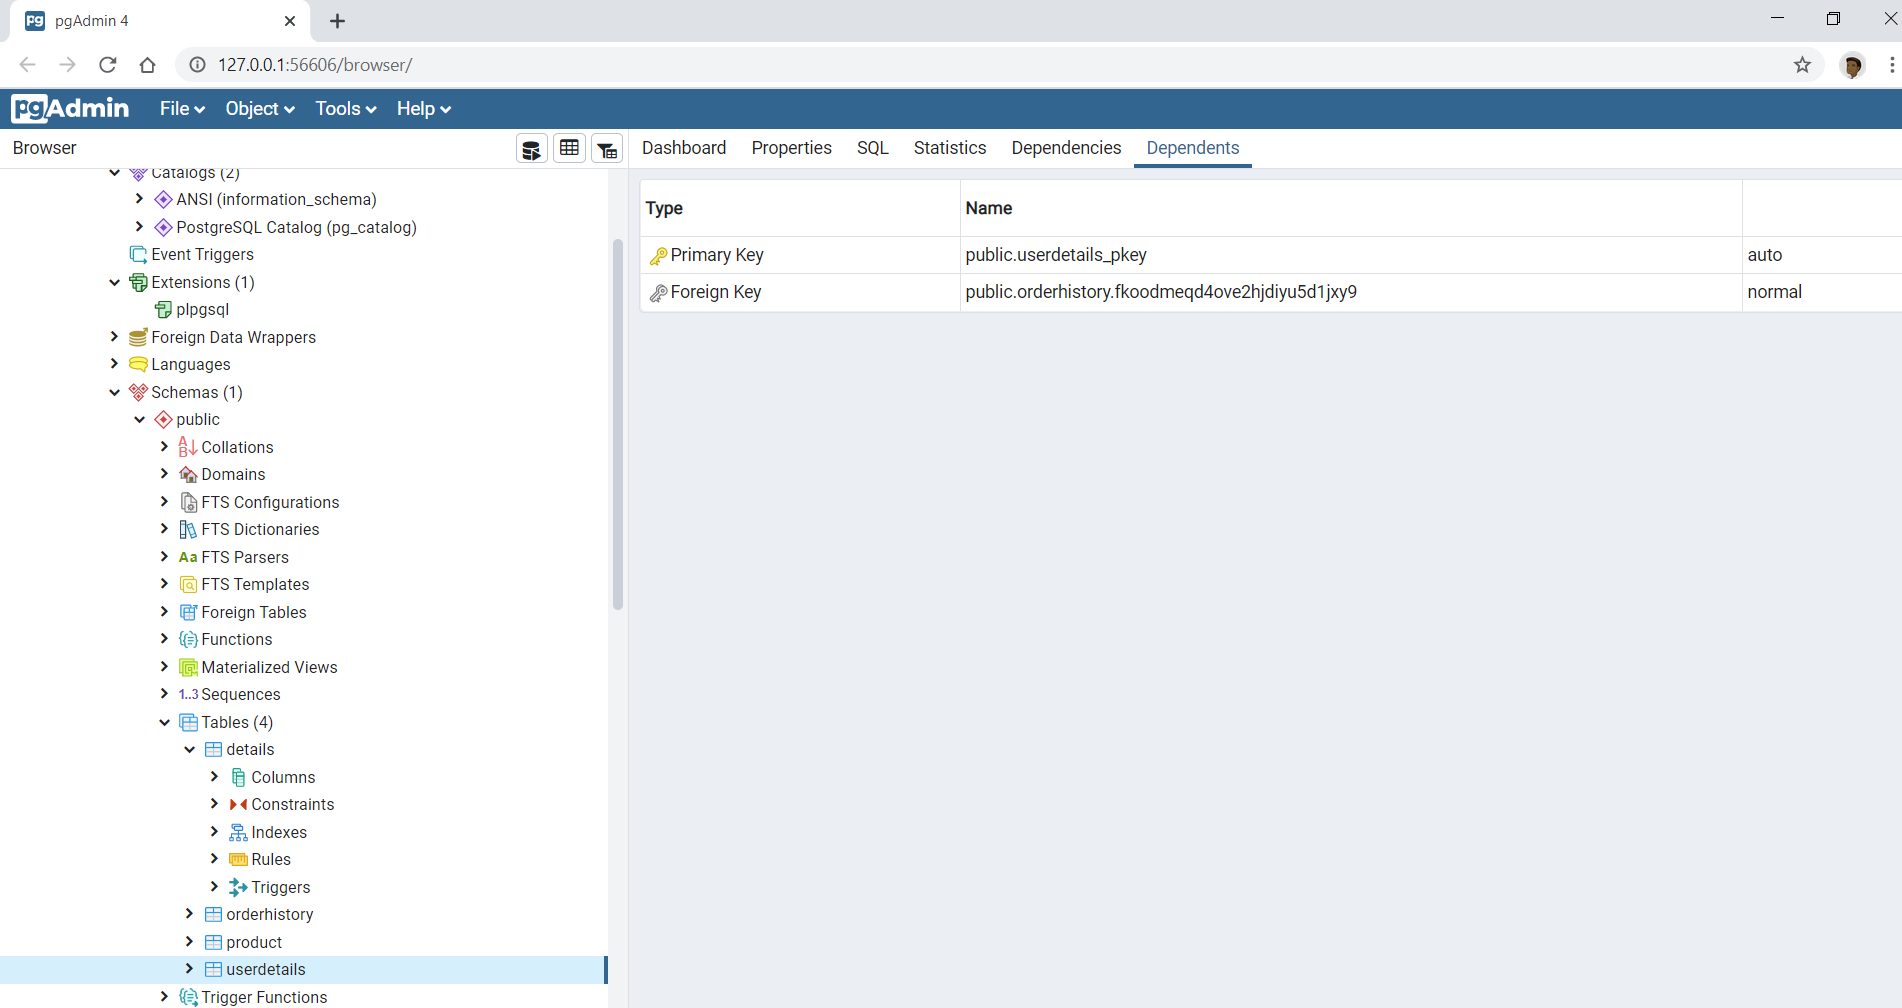 pg pgAdmin 4
127.0.0.1:56606/browser/
pgAdmin File Object Tools Help
Browser
Dashboard Properties SQL Statistics Dependencies Dependents
Catalogs (2)
ANSI (information_schema)
PostgreSQL Catalog (pg_catalog)
Event Triggers
Extensions (1)
plpgsql
Foreign Data Wrappers
Languages
Schemas (1)
public
Collations
Domains
FTS Configurations
FTS Dictionaries
Aa FTS Parsers
FTS Templates
Foreign Tables
Functions
Materialized Views
1..3 Sequences
Tables (4)
details
Columns
Constraints
Indexes
Rules
Triggers
orderhistory
product
userdetails
Trigger Functions
Type Name
Primary Key public.userdetails_pkey auto
Foreign Key public.orderhistory.fkoodmeqd4ove2hjdiyu5d1jxy9 normal